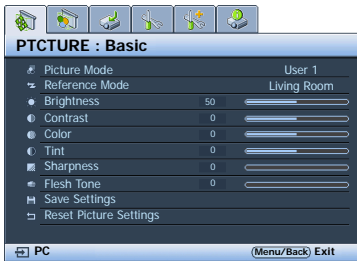 PTCTURE : Basic
Picture Mode User 1
Reference Mode Living Room
Brightness 50
Contrast 0
Color 0
Tint 0
Sharpness 0
Flesh Tone 0
Save Settings
Reset Picture Settings
PC Menu/Back Exit